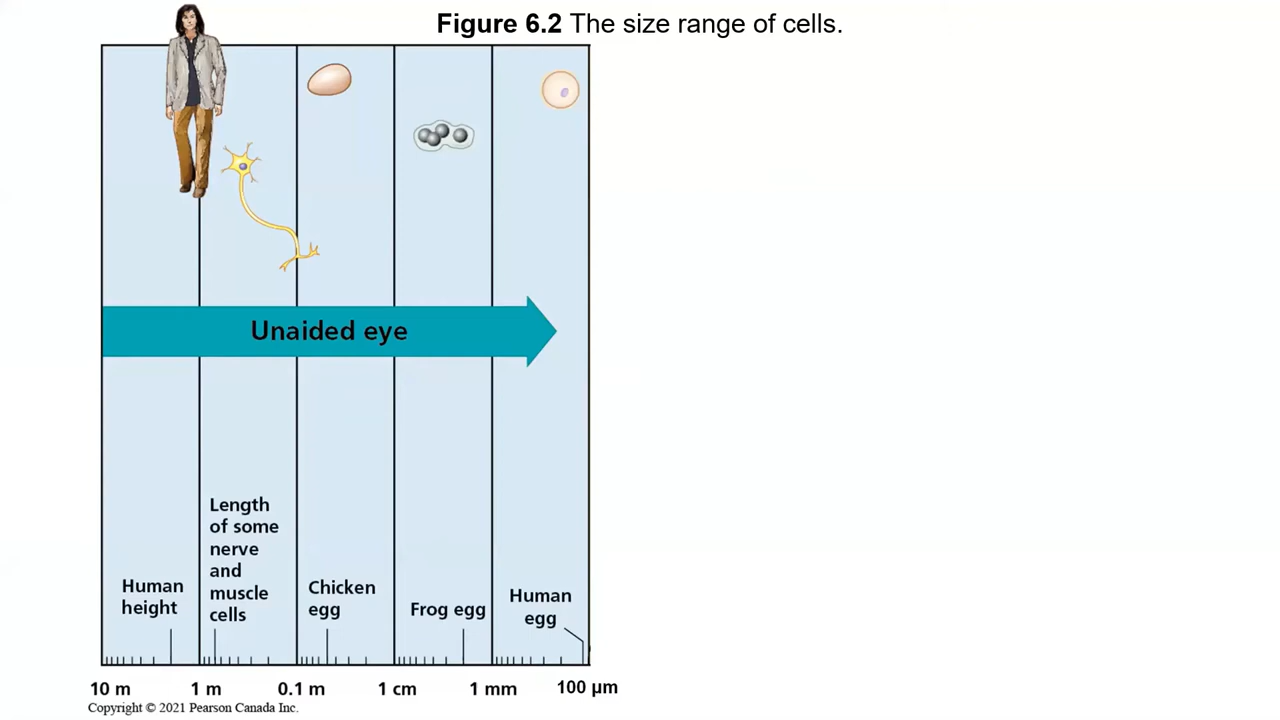 Figure 6.2 The size range of cells.
Unaided eye
Human
height
Length
of some
nerve
and
muscle
cells
Chicken
egg
Frog egg
Human
egg
10 m 1 m 0.1 m 1 cm 1 mm 100 μm
Copyright © 2021 Pearson Canada Inc.